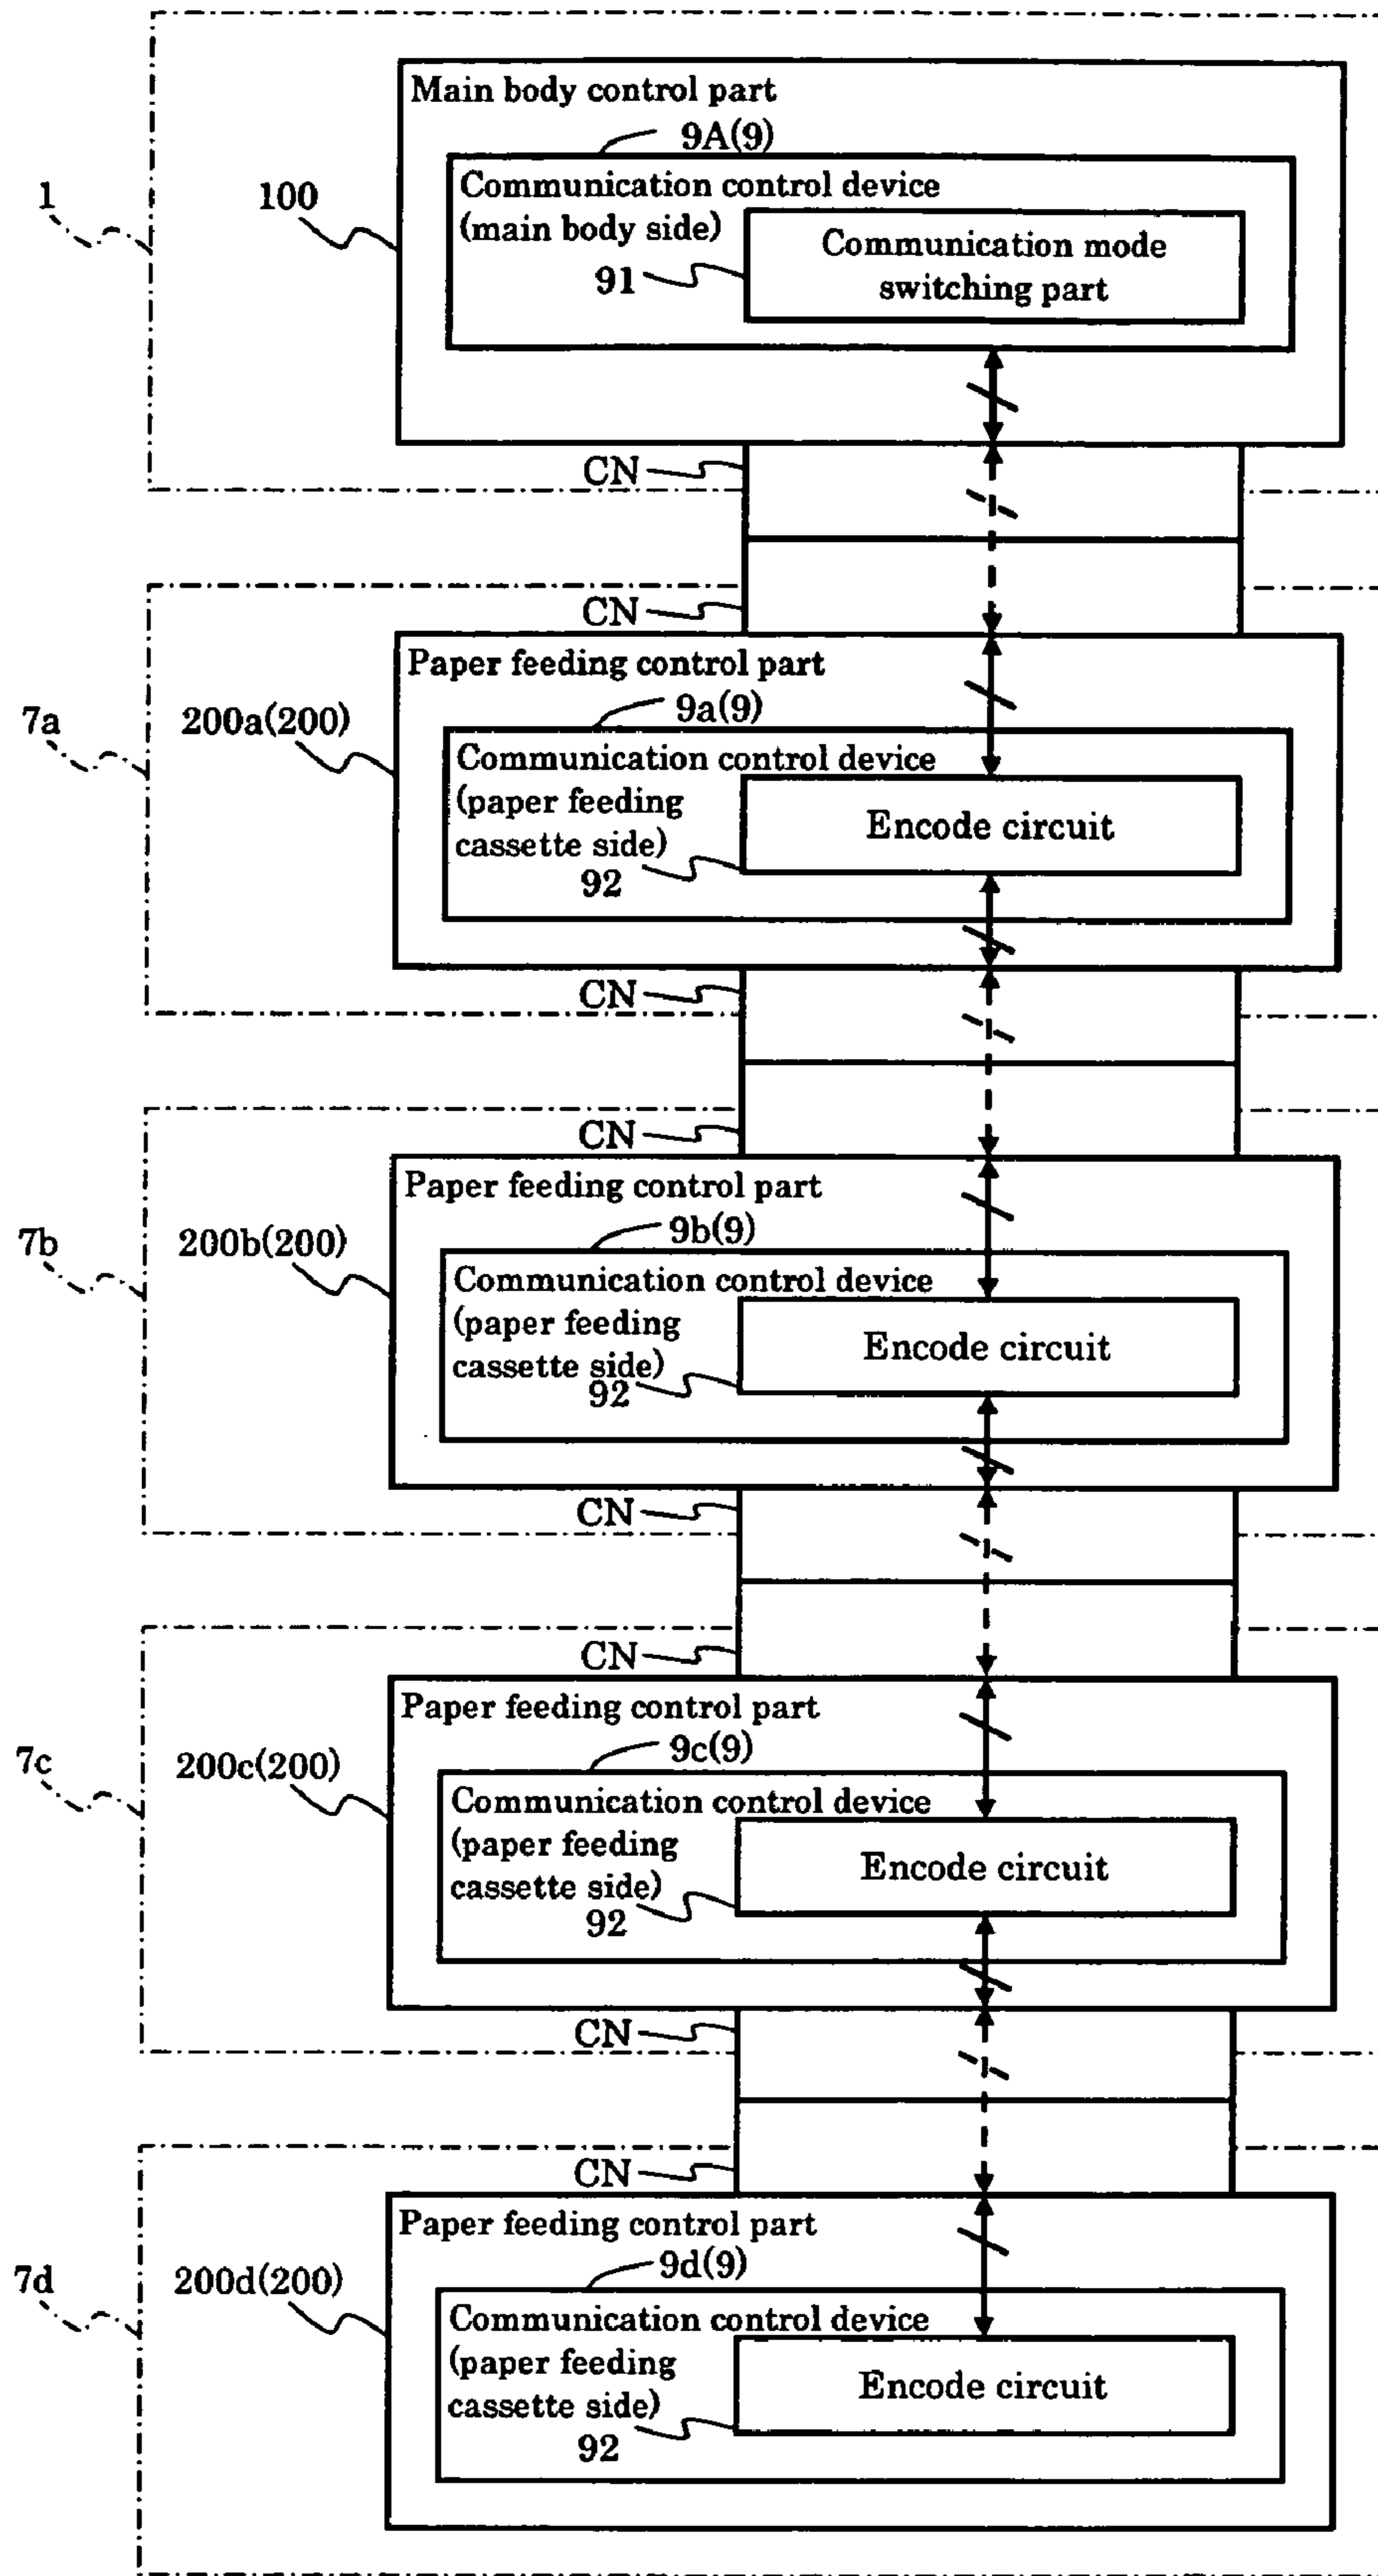 Main body control part
9A(9)
1
100
Communication control device
(main body side)
Communication mode
switching part
91
CN
CN
Paper feeding control part
7a
200a(200)
9a(9)
Communication control device
(paper feeding
cassette side)
Encode circuit
92
CN
CN
Paper feeding control part
7b
200b(200)
9b(9)
Communication control device
(paper feeding
cassette side)
Encode circuit
92
CN
CN
Paper feeding control part
7c
200c(200)
9c(9)
Communication control device
(paper feeding
cassette side)
Encode circuit
92
CN
CN
Paper feeding control part
7d
200d(200)
9d(9)
Communication control device
(paper feeding
cassette side)
Encode circuit
92